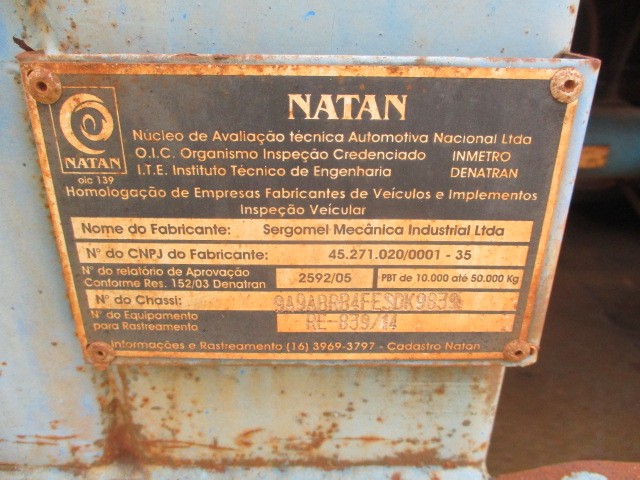 NATAN
oic 139
NATAN
Núcleo de Avaliação técnica Automotiva Nacional Ltda
O.I.C. Organismo Inspeção Credenciado INMETRO
I.T.E. Instituto Técnico de Engenharia DENATRAN
Homologação de Empresas Fabricantes de Veículos e Implementos
Inspeção Veicular
Nome do Fabricante: Sergomel Mecânica Industrial Ltda
Nº do CNPJ do Fabricante: 45.271.020/0001 - 35
Nº do relatório de Aprovação
Conforme Res. 152/03 Denatran
2592/05
PBT de 10.000 até 50.000 Kg
Nº do Chassi:
Nº do Equipamento
para Rastreamento
RE-839/14
Informações e Rastreamento (16) 3969-3797 - Cadastro Natan